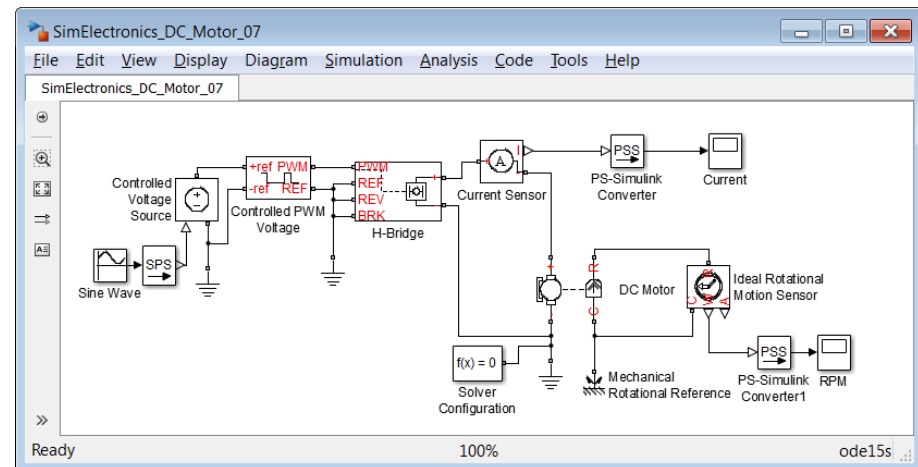 SimElectronics_DC_Motor_07
File Edit View Display Diagram Simulation Analysis Code Tools Help
SimElectronics_DC_Motor_07
Controlled
Voltage
Source
Sine Wave
SPS
+ref PWM
-ref REF
Controlled PWM
Voltage
PWM
REF
REV
BRK
H-Bridge
+
-
+
A
I
-
Current Sensor
PSS
PS-Simulink
Converter
Current
+
-
R
C
DC Motor
C
W
R
A
Ideal Rotational
Motion Sensor
f(x) = 0
Solver
Configuration
Mechanical
Rotational Reference
PSS
PS-Simulink
Converter1
RPM
Ready
100%
ode15s